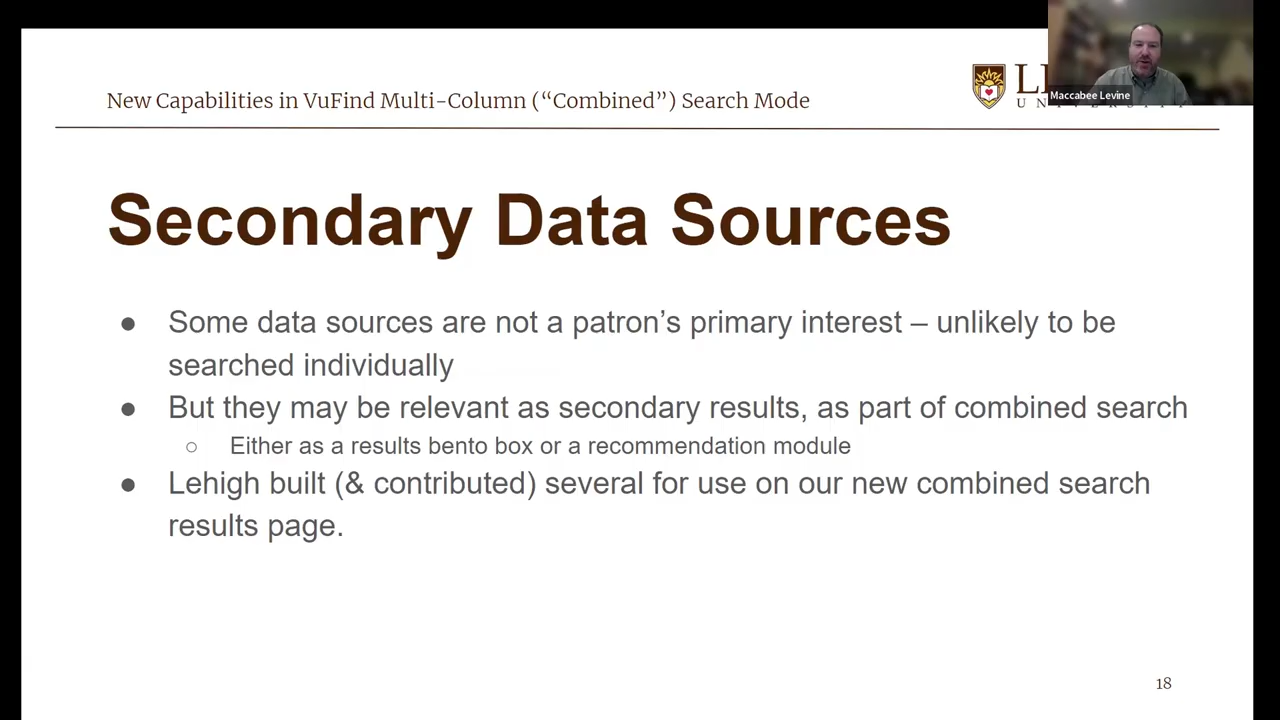 New Capabilities in VuFind Multi-Column (“Combined”) Search Mode
Maccabee Levine
Secondary Data Sources
● Some data sources are not a patron’s primary interest – unlikely to be
searched individually
● But they may be relevant as secondary results, as part of combined search
○ Either as a results bento box or a recommendation module
● Lehigh built (& contributed) several for use on our new combined search
results page.
18